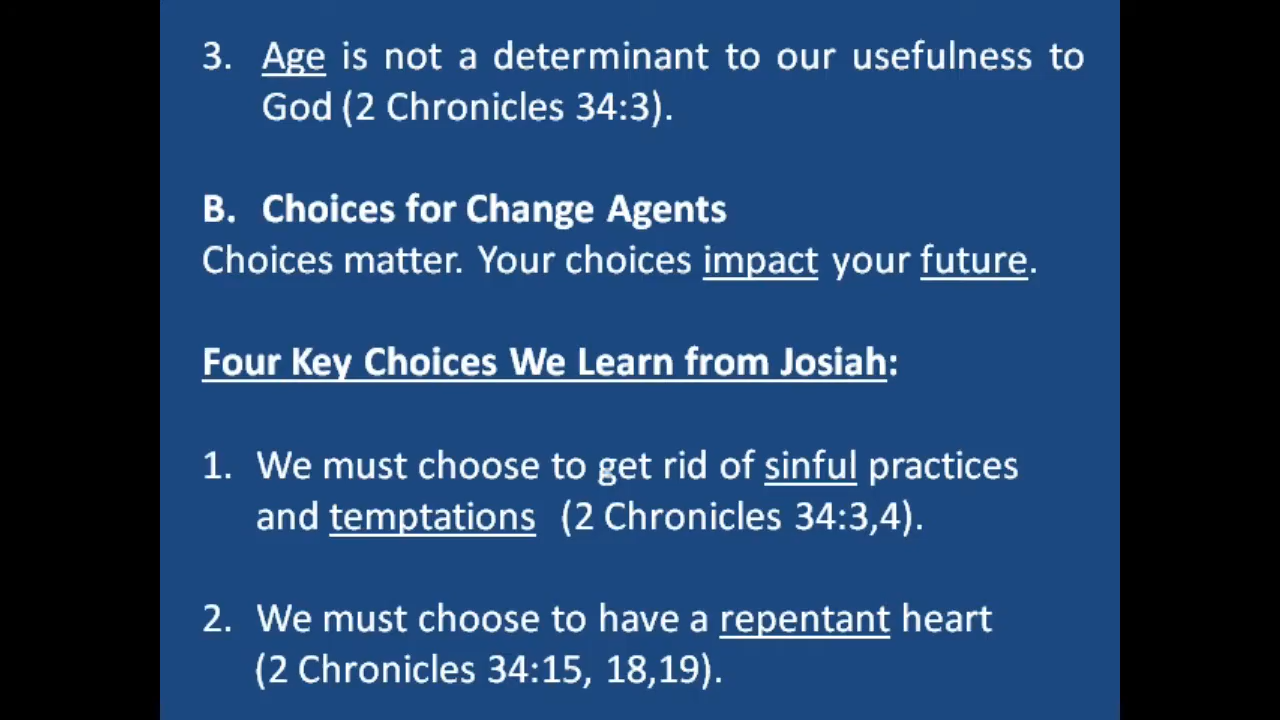 3. Age is not a determinant to our usefulness to
God (2 Chronicles 34:3).
B. Choices for Change Agents
Choices matter. Your choices impact your future.
Four Key Choices We Learn from Josiah:
1. We must choose to get rid of sinful practices
and temptations (2 Chronicles 34:3,4).
2. We must choose to have a repentant heart
(2 Chronicles 34:15, 18,19).